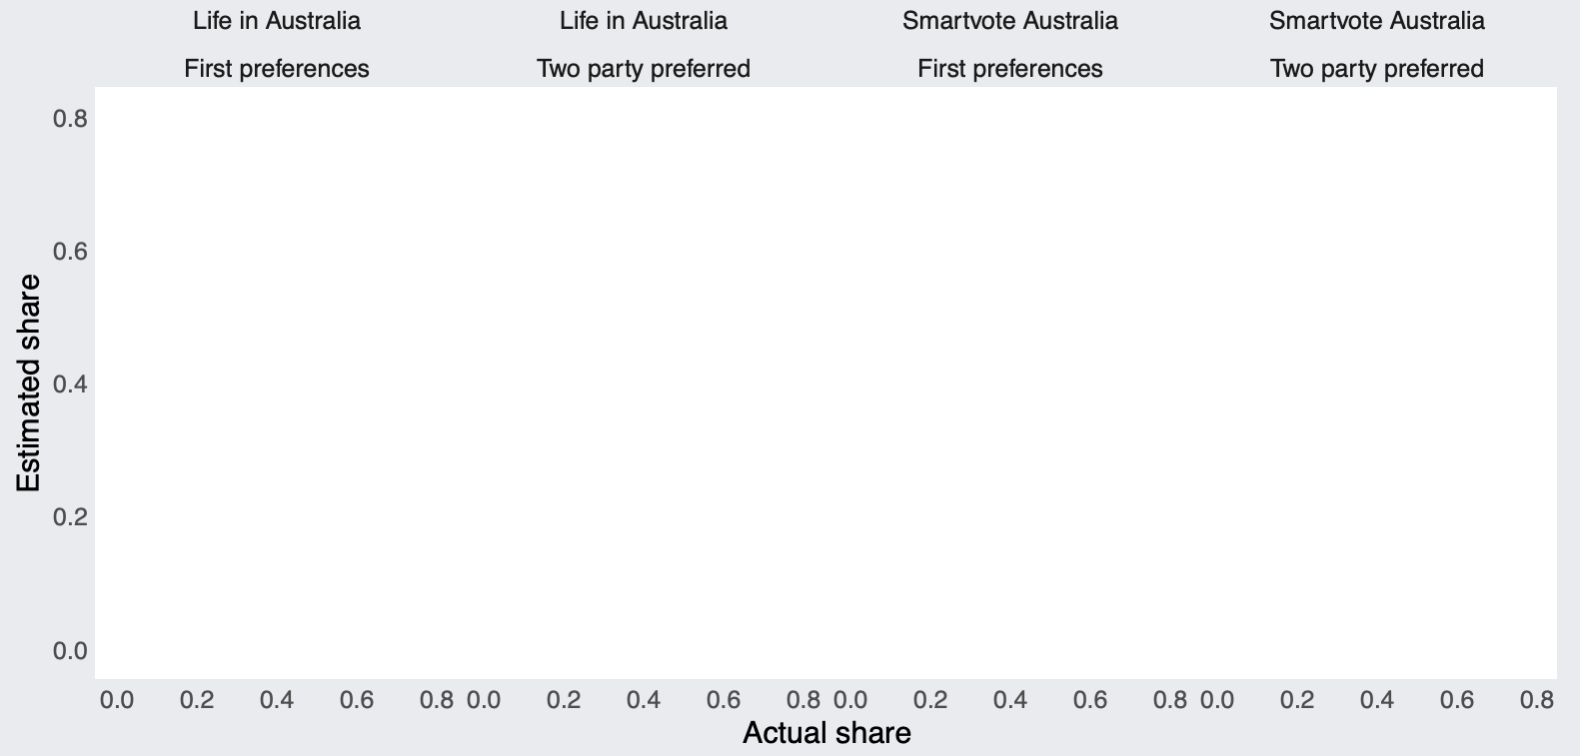 Life in Australia Life in Australia Smartvote Australia Smartvote Australia
First preferences Two party preferred First preferences Two party preferred
0.8
0.6
0.4
0.2
0.0
Estimated share
0.0 0.2 0.4 0.6 0.8 0.0 0.2 0.4 0.6 0.8 0.0 0.2 0.4 0.6 0.8 0.0 0.2 0.4 0.6 0.8
Actual share